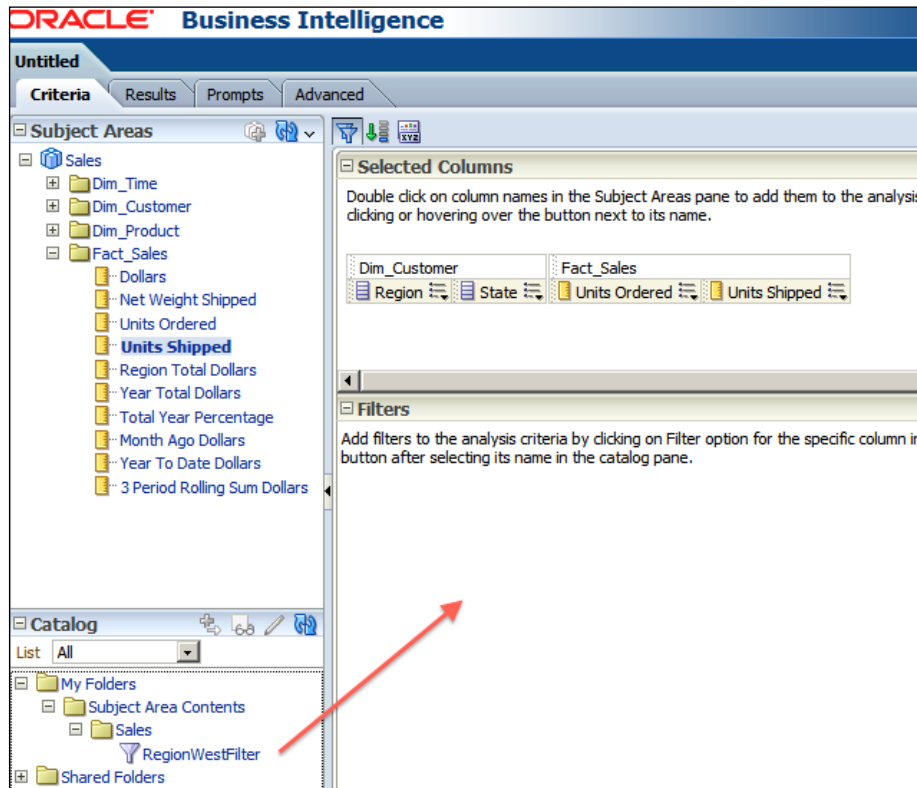 ORACLE Business Intelligence
Untitled
Criteria Results Prompts Advanced
Subject Areas
Sales
Dim_Time
Dim_Customer
Dim_Product
Fact_Sales
Dollars
Net Weight Shipped
Units Ordered
Units Shipped
Region Total Dollars
Year Total Dollars
Total Year Percentage
Month Ago Dollars
Year To Date Dollars
3 Period Rolling Sum Dollars
Catalog
List All
My Folders
Subject Area Contents
Sales
RegionWestFilter
Shared Folders
XYZ
Selected Columns
Double click on column names in the Subject Areas pane to add them to the analysis
clicking or hovering over the button next to its name.
Dim_Customer Fact_Sales
Region State Units Ordered Units Shipped
Filters
Add filters to the analysis criteria by clicking on Filter option for the specific column in
button after selecting its name in the catalog pane.